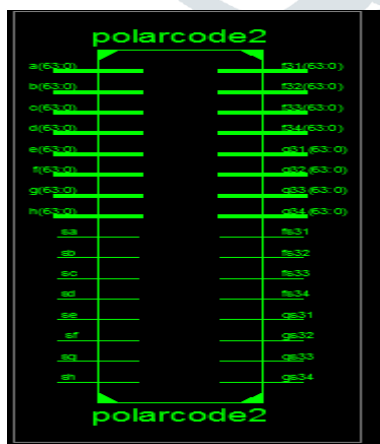 polarcode2
a(63:0) f31(63:0)
b(63:0) f32(63:0)
c(63:0) f33(63:0)
d(63:0) f34(63:0)
e(63:0) g31(63:0)
f(63:0) g32(63:0)
g(63:0) g33(63:0)
h(63:0) g34(63:0)
sa fs31
sb fs32
sc fs33
sd fs34
se gs31
sf gs32
sg gs33
sh gs34
polarcode2